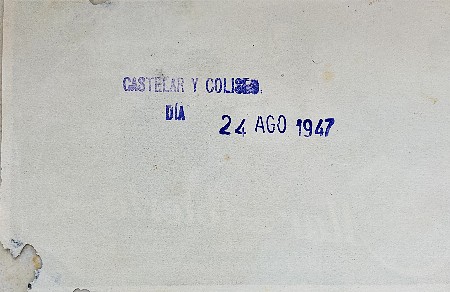 CASTELAR Y COLISEO.
DÍA
24 AGO 1947